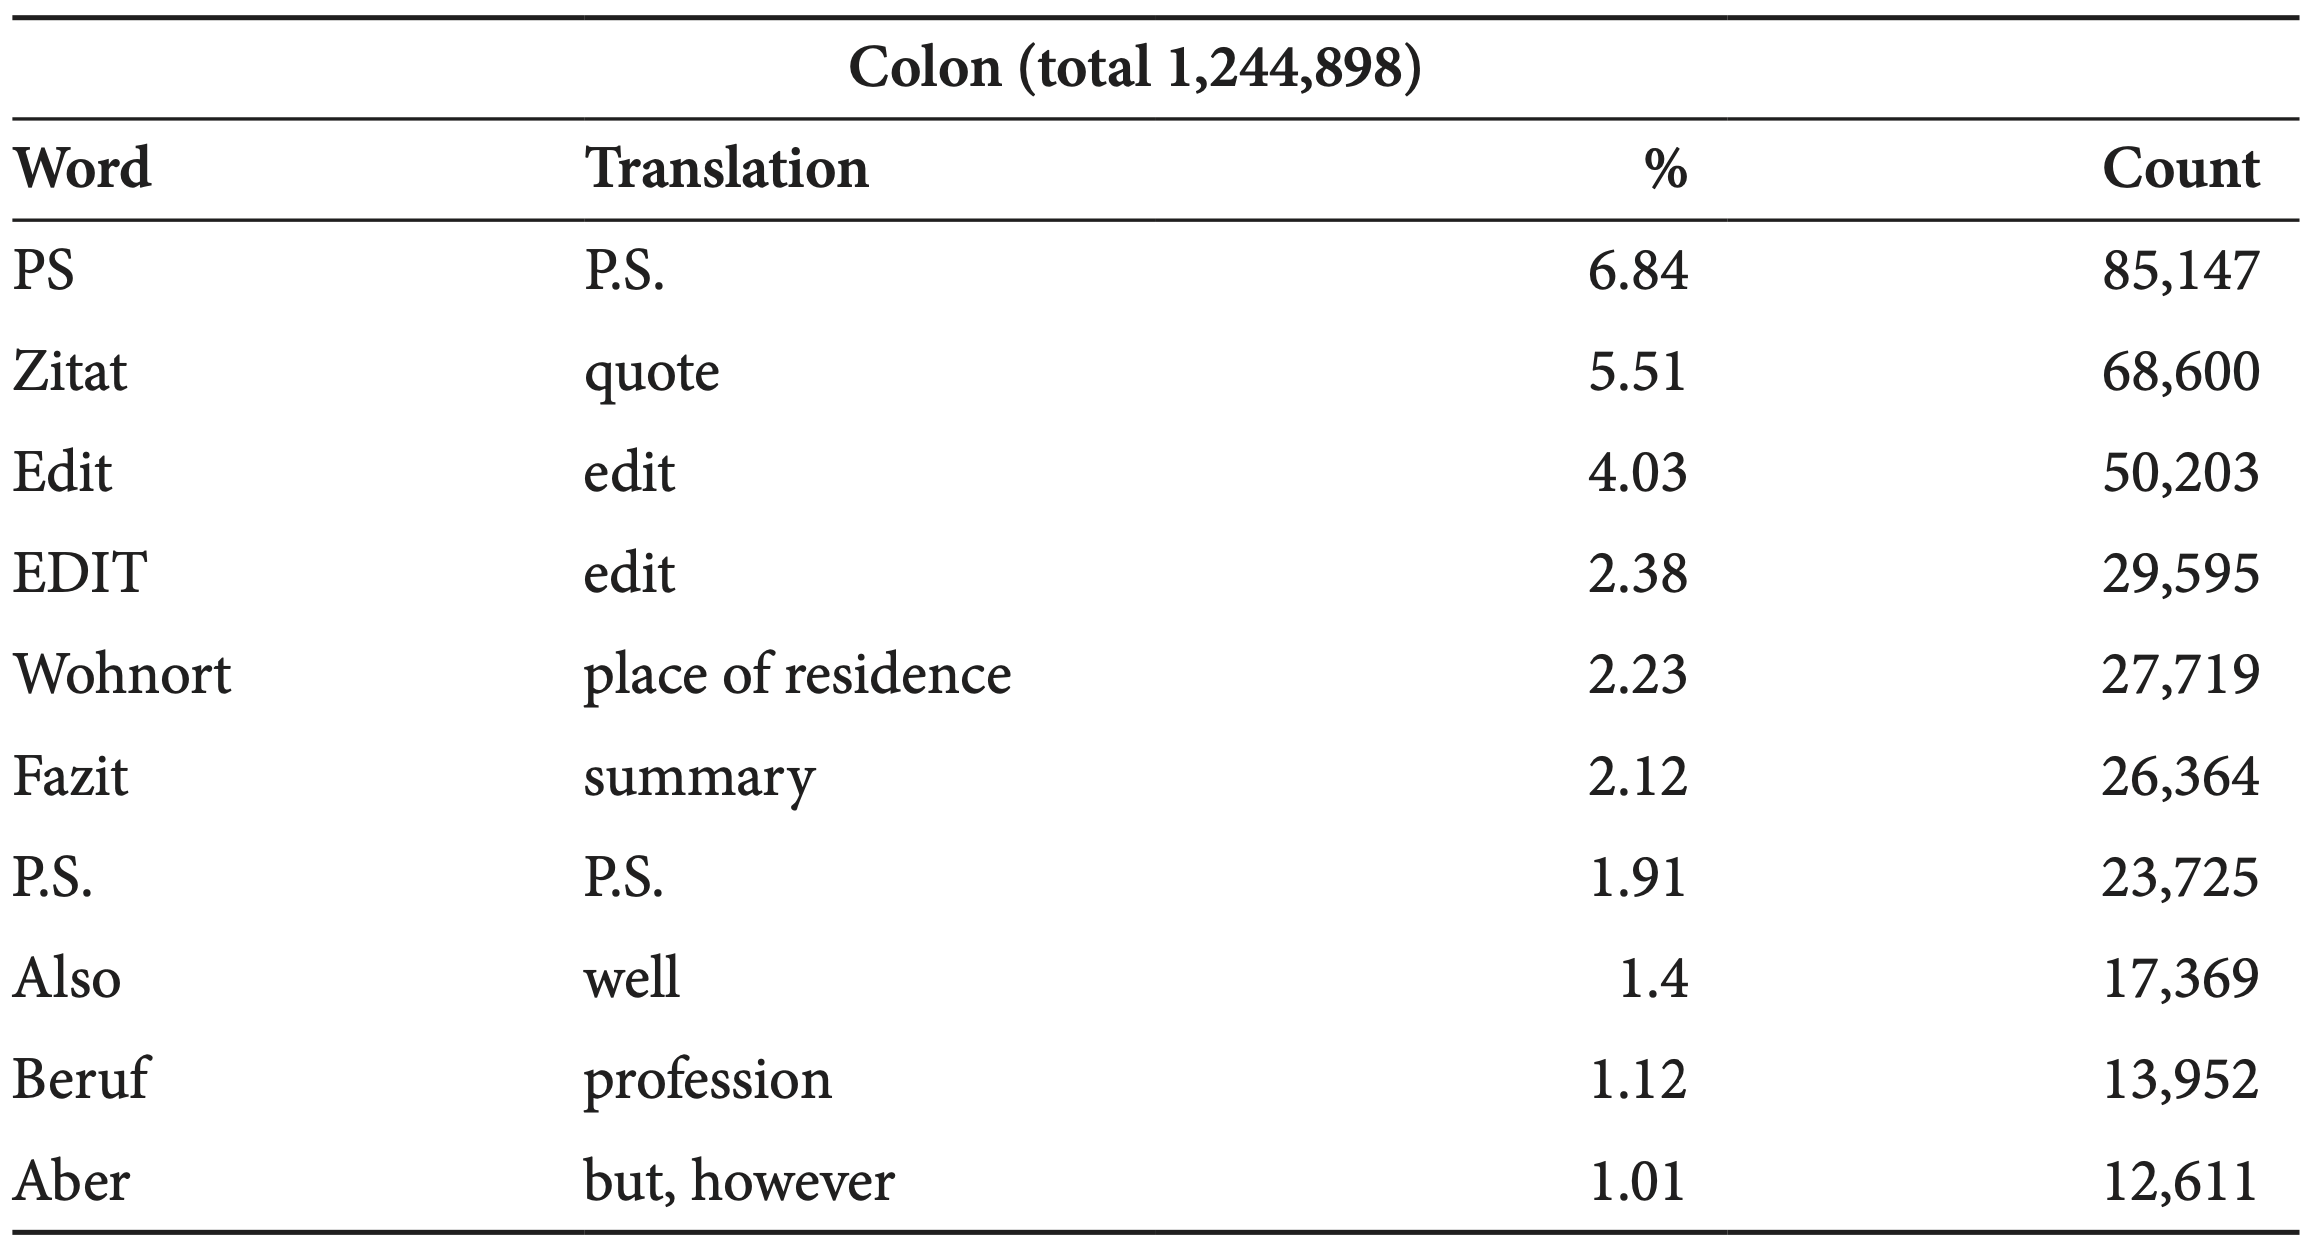 Colon (total 1,244,898)
Word Translation % Count
PS P.S. 6.84 85,147
Zitat quote 5.51 68,600
Edit edit 4.03 50,203
EDIT edit 2.38 29,595
Wohnort place of residence 2.23 27,719
Fazit summary 2.12 26,364
P.S. P.S. 1.91 23,725
Also well 1.4 17,369
Beruf profession 1.12 13,952
Aber but, however 1.01 12,611